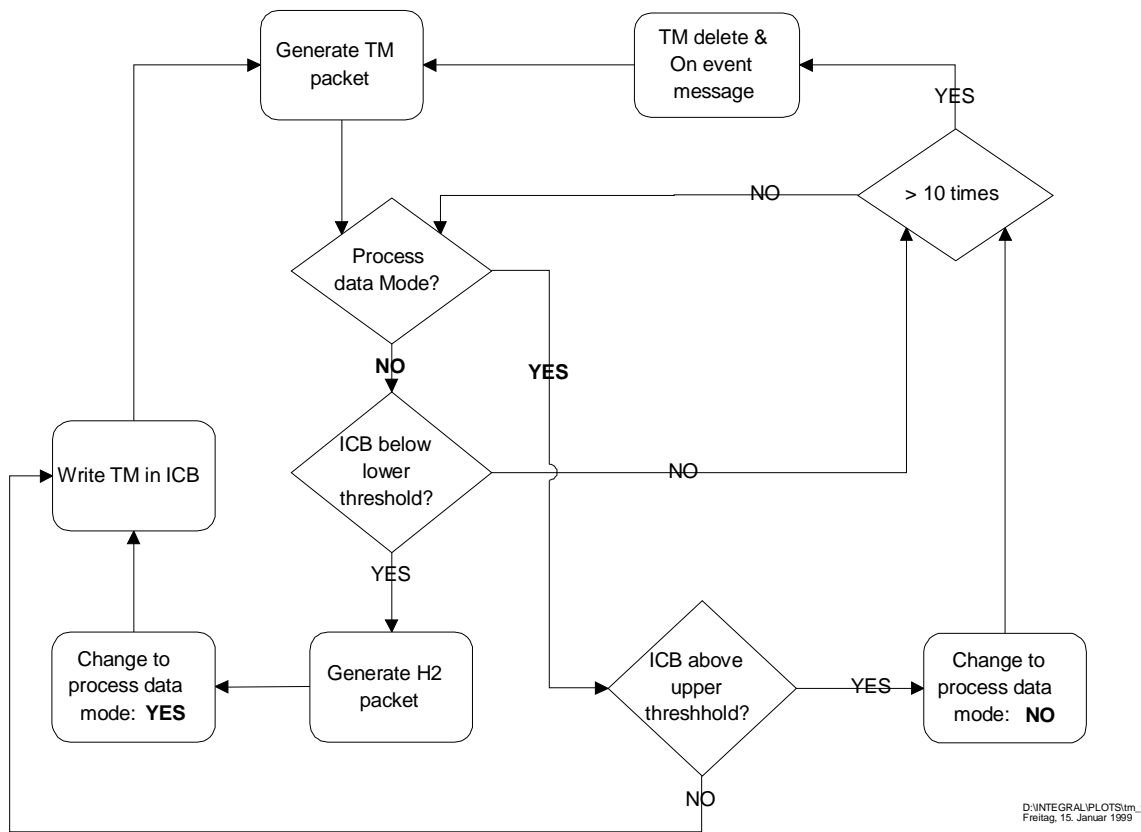 Generate TM
packet
TM delete &
On event
message
YES
NO
> 10 times
Process
data Mode?
NO
YES
ICB below
lower
threshold?
NO
Write TM in ICB
YES
Change to
process data
mode: YES
Generate H2
packet
ICB above
upper
threshhold?
YES
Change to
process data
mode: NO
NO
D:\INTEGRAL\PLOTS\tm_
Freitag, 15. Januar 1999